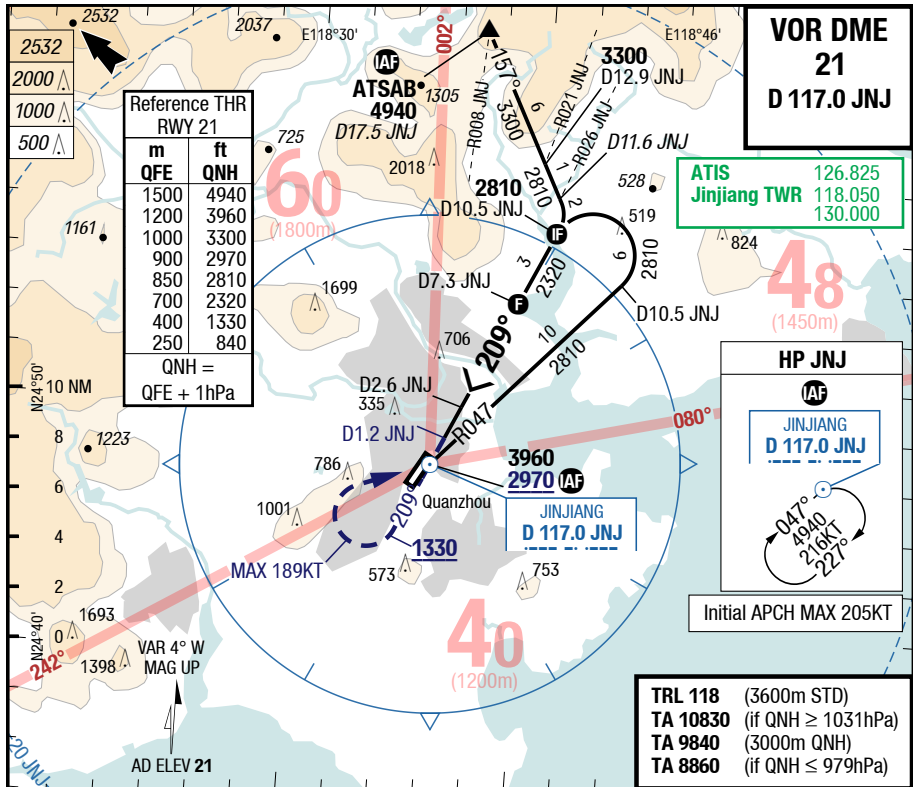 2532
2037
E118°30'
E118°46'
VOR DME
21
D 117.0 JNJ
2532
2000
1000
500
Reference THR
RWY 21
m ft
QFE QNH
1500 4940
1200 3960
1000 3300
900 2970
850 2810
700 2320
400 1330
250 840
QNH =
QFE + 1hPa
002°
IAF
ATSAB
4940
D17.5 JNJ
1305
157°
6
3300
R008 JNJ
R021 JNJ
R026 JNJ
3300
D12.9 JNJ
D11.6 JNJ
1
2810
2
2018
725
60
(1800m)
1161
2810
D10.5 JNJ
IF
528
519
824
ATIS 126.825
Jinjiang TWR 118.050
130.000
48
(1450m)
3
2320
9
2810
D10.5 JNJ
D7.3 JNJ
F
1699
706
209°
10
2810
R047
D2.6 JNJ
335
D1.2 JNJ
N24°50'
10 NM
8
6
4
2
0
N24°40'
1223
786
1001
080°
3960
2970 IAF
JINJIANG
D 117.0 JNJ
Quanzhou
209°
1330
MAX 189KT
573
753
HP JNJ
IAF
JINJIANG
D 117.0 JNJ
047°
4940
216KT
227°
Initial APCH MAX 205KT
1693
1398
242°
VAR 4° W
MAG UP
AD ELEV 21
20 JNJ
40
(1200m)
TRL 118 (3600m STD)
TA 10830 (if QNH ≥ 1031hPa)
TA 9840 (3000m QNH)
TA 8860 (if QNH ≤ 979hPa)